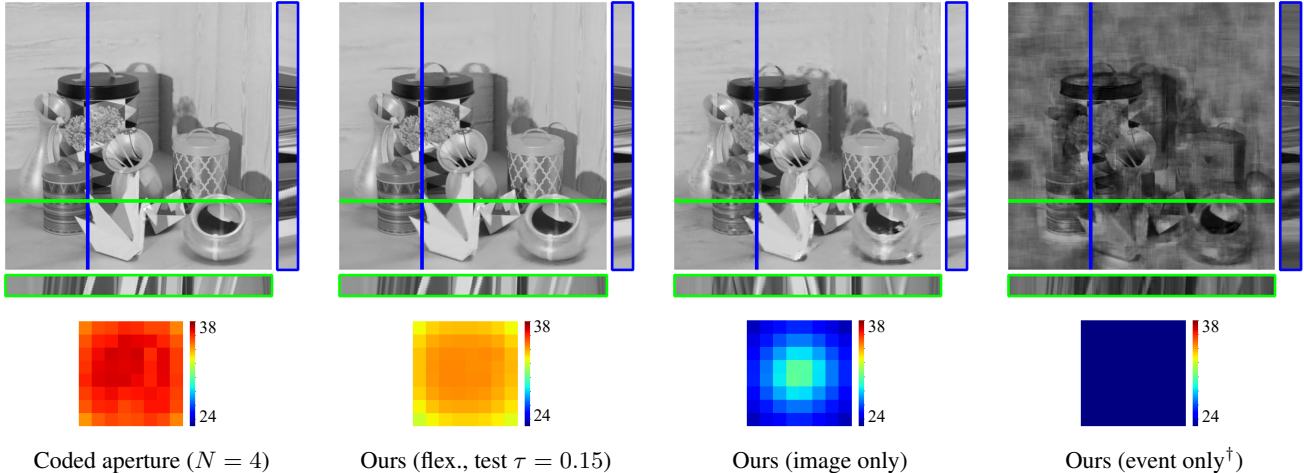 38
24
38
24
38
24
38
24
Coded aperture (N = 4)
Ours (flex., test τ = 0.15)
Ours (image only)
Ours (event only†)